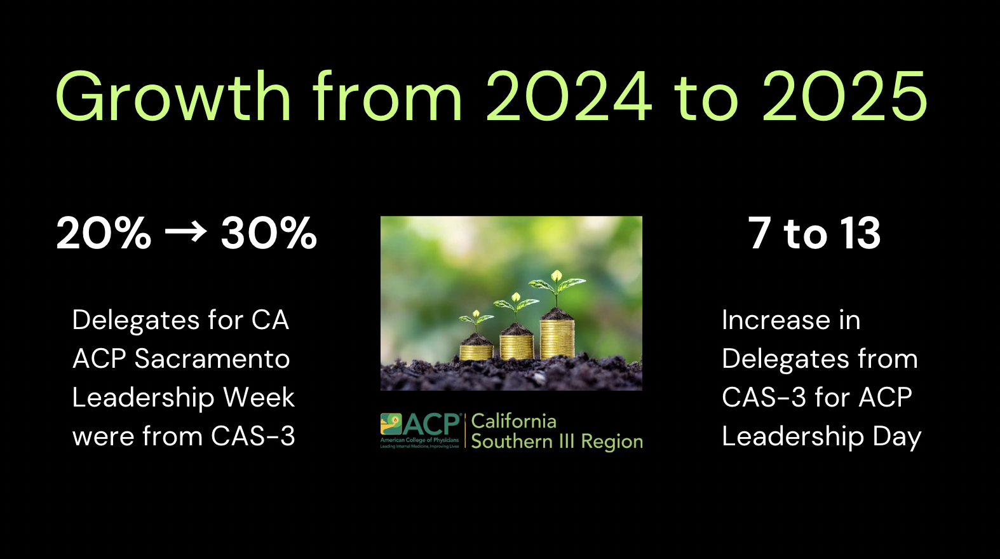 Growth from 2024 to 2025
20% → 30%
Delegates for CA
ACP Sacramento
Leadership Week
were from CAS-3
ACP®
American College of Physicians
Leading Internal Medicine, Improving Lives
California
Southern III Region
7 to 13
Increase in
Delegates from
CAS-3 for ACP
Leadership Day